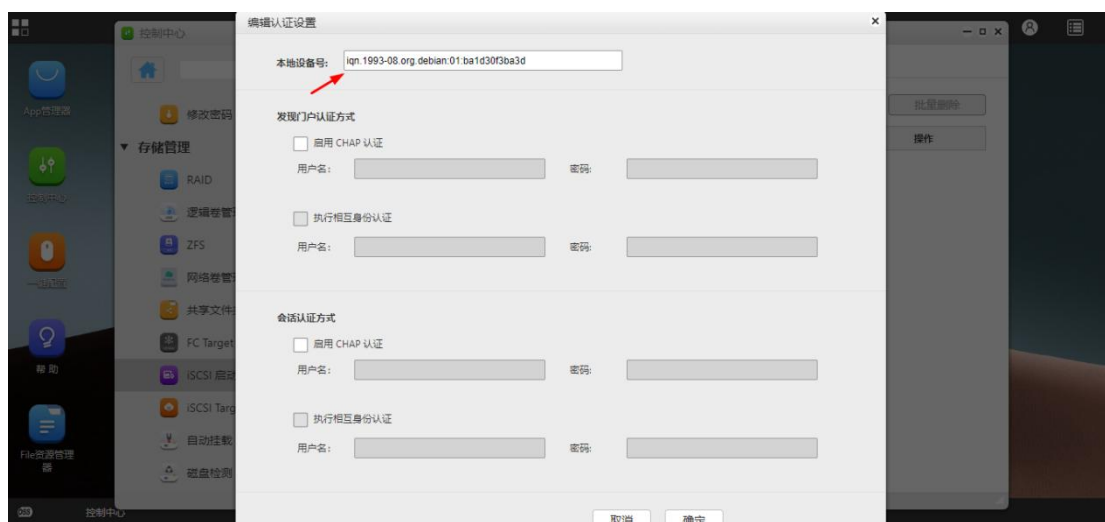 编辑认证设置
控制中心
App管理器
控制中心
帮助
File资源管理
器
修改密码
存储管理
RAID
逻辑卷管
ZFS
网络卷管
共享文件
FC Target
iSCSI 启动
iSCSI Targ
自动挂载
磁盘检测
本地设备号:
iqn.1993-08.org.debian:01:ba1d30f3ba3d
发现门户认证方式
启用 CHAP 认证
用户名: 密码:
执行相互身份认证
用户名: 密码:
会话认证方式
启用 CHAP 认证
用户名: 密码:
执行相互身份认证
用户名: 密码:
取消 确定
批量删除
操作
控制中心